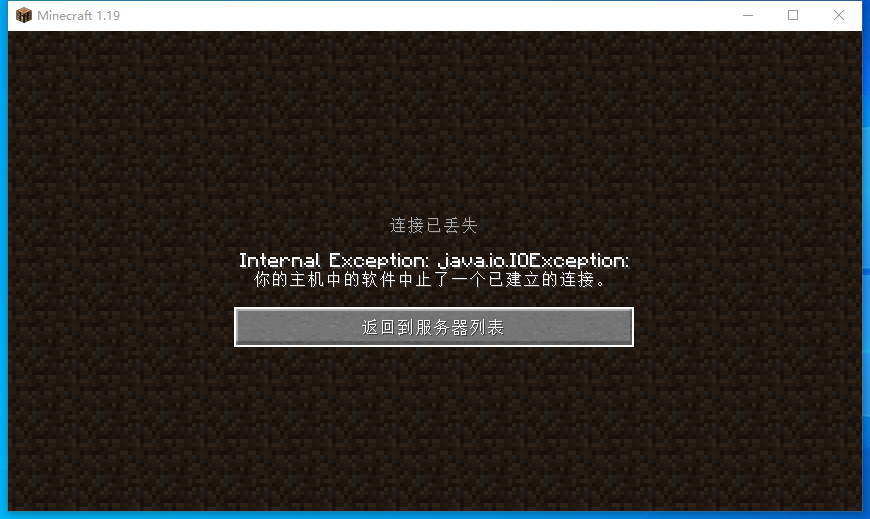 Minecraft 1.19
连接已丢失
Internal Exception: java.io.IOException:
你的主机中的软件中止了一个已建立的连接。
返回到服务器列表